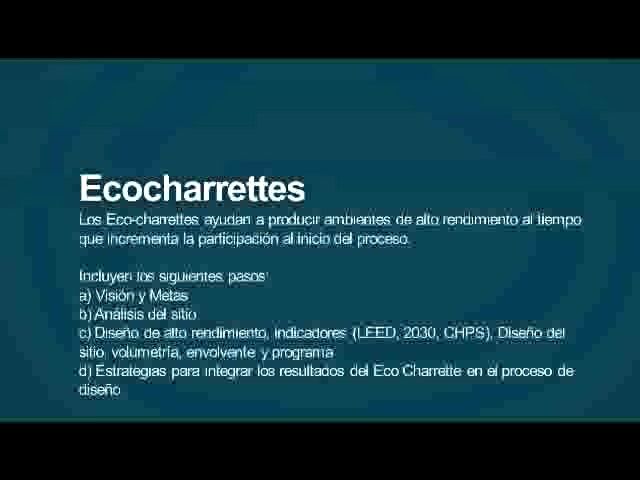 Ecocharrettes
Los Eco-charrettes ayudan a producir ambientes de alto rendimiento al tiempo
que incrementa la participación al inicio del proceso.
Incluyen los siguientes pasos:
a) Visión y Metas
b) Análisis del sitio
c) Diseño de alto rendimiento, indicadores (LEED, 2030, CHPS), Diseño del
sitio, volumetría, envolvente y programa
d) Estrategias para integrar los resultados del Eco Charrette en el proceso de
diseño